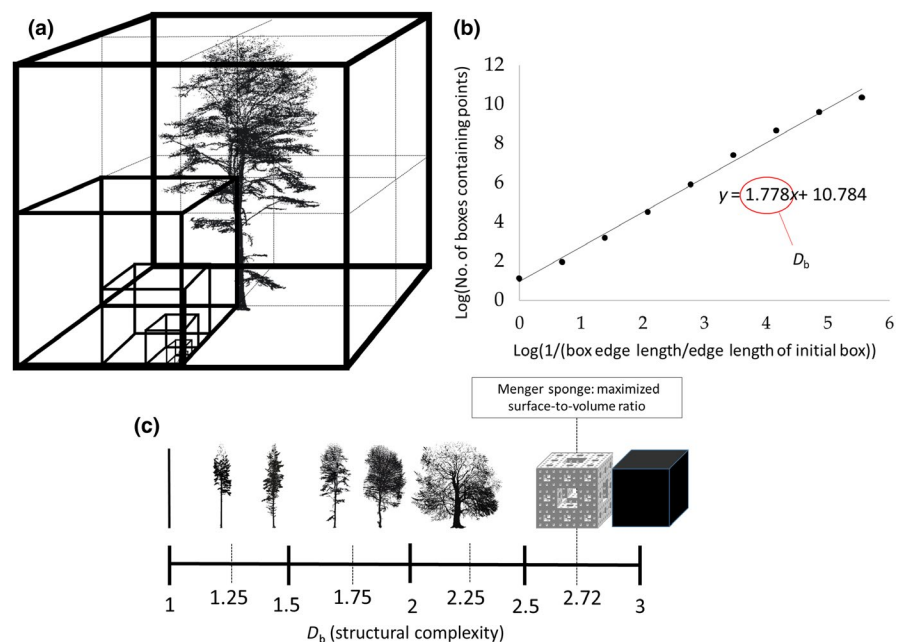 (a)
(b)
Log(No. of boxes containing points)
12
10
8
6
4
2
0
y = 1.778x + 10.784
D_b
0 1 2 3 4 5 6
Log(1/(box edge length/edge length of initial box))
Menger sponge: maximized
surface-to-volume ratio
(c)
1 1.25 1.5 1.75 2 2.25 2.5 2.72 3
D_b (structural complexity)